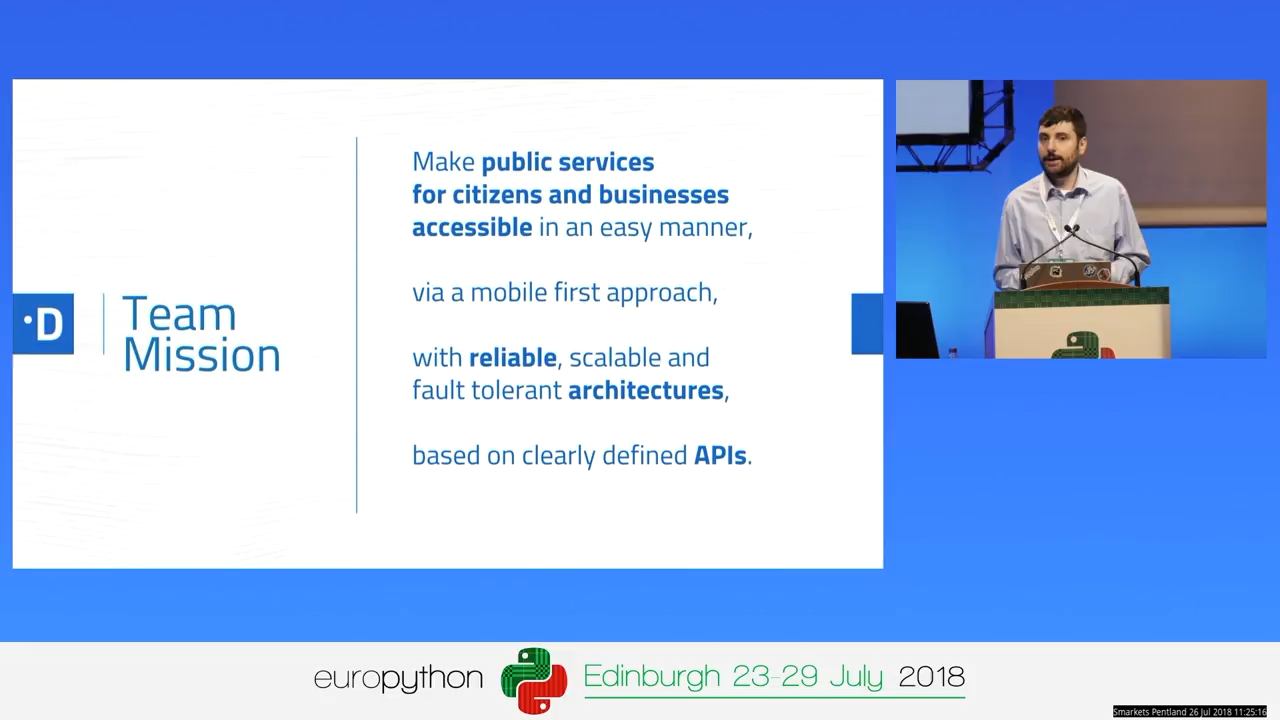 ·D
Team
Mission
Make public services
for citizens and businesses
accessible in an easy manner,
via a mobile first approach,
with reliable, scalable and
fault tolerant architectures,
based on clearly defined APIs.
europython
Edinburgh 23-29 July 2018
Smarkets Pentland 26 Jul 2018 11:25:16